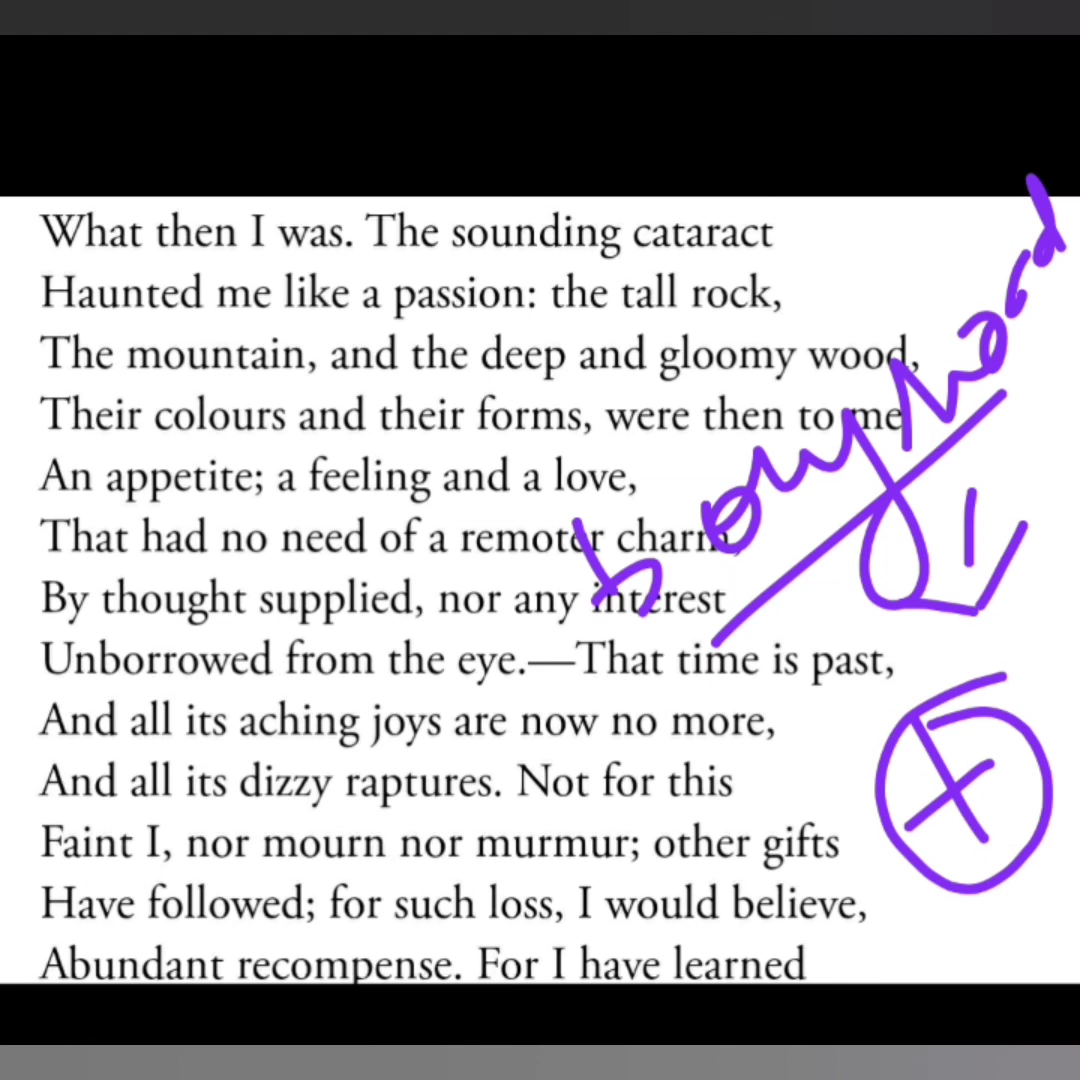 What then I was. The sounding cataract
Haunted me like a passion: the tall rock,
The mountain, and the deep and gloomy wood,
Their colours and their forms, were then to me
An appetite; a feeling and a love,
That had no need of a remoter charm,
By thought supplied, nor any interest
Unborrowed from the eye.—That time is past,
And all its aching joys are now no more,
And all its dizzy raptures. Not for this
Faint I, nor mourn nor murmur; other gifts
Have followed; for such loss, I would believe,
Abundant recompense. For I have learned